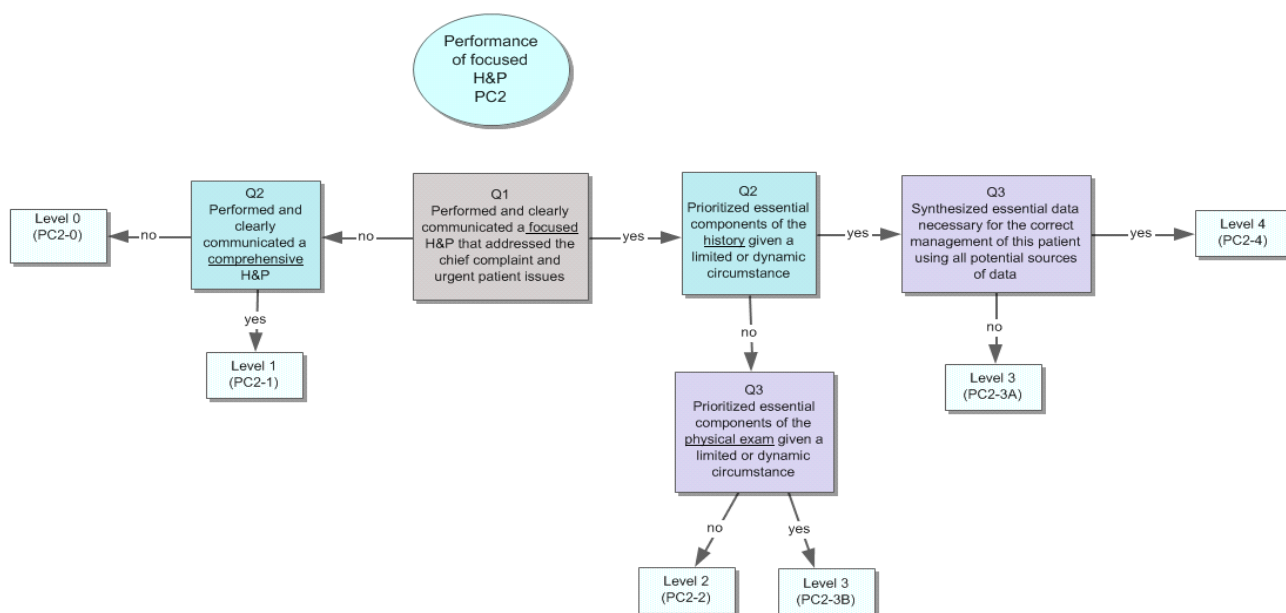 Performance
of focused
H&P
PC2
Level 0
(PC2-0)
no
Q2
Performed and
clearly
communicated a
comprehensive
H&P
yes
Level 1
(PC2-1)
no
Q1
Performed and clearly
communicated a focused
H&P that addressed the
chief complaint and
urgent patient issues
yes
Q2
Prioritized essential
components of the
history given a
limited or dynamic
circumstance
yes
Q3
Synthesized essential data
necessary for the correct
management of this patient
using all potential sources
of data
yes
Level 4
(PC2-4)
no
Level 3
(PC2-3A)
no
Q3
Prioritized essential
components of the
physical exam given a
limited or dynamic
circumstance
no
yes
Level 2
(PC2-2)
Level 3
(PC2-3B)